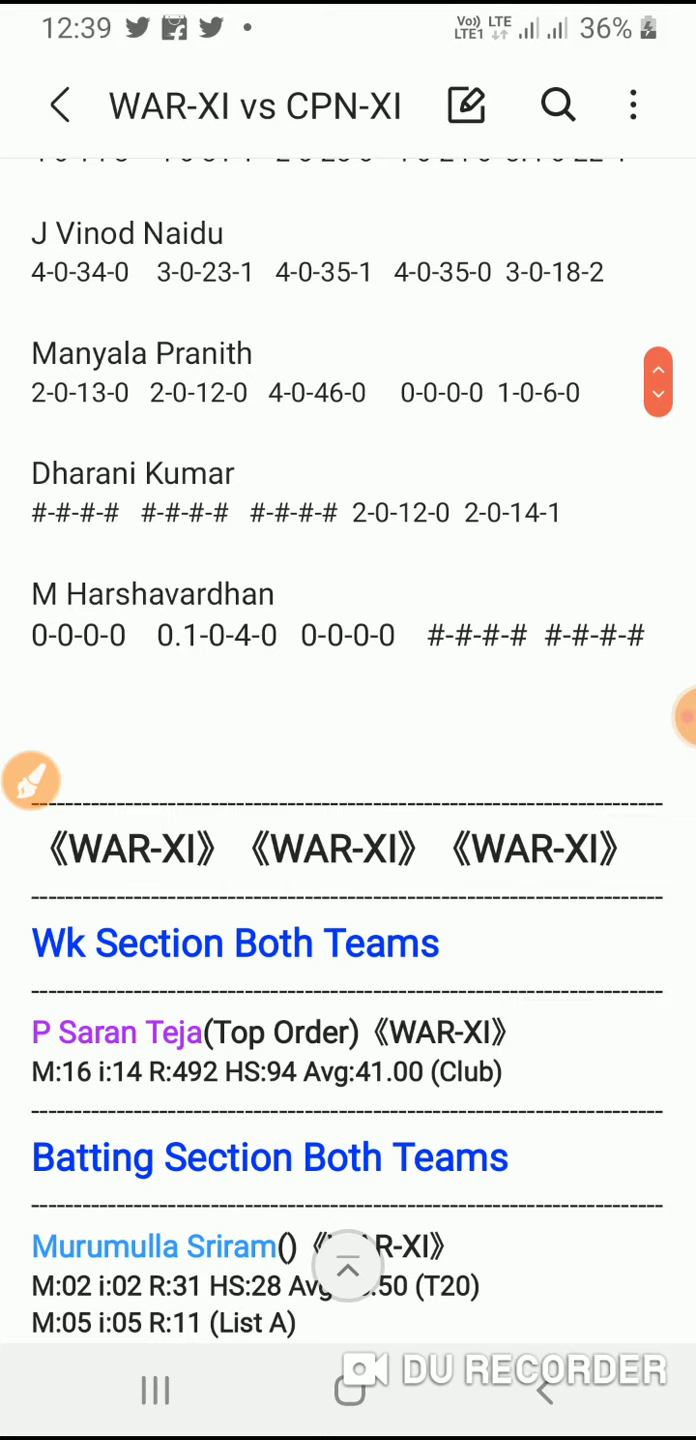 12:39 Vo)) LTE1 LTE 36%
WAR-XI vs CPN-XI
J Vinod Naidu
4-0-34-0 3-0-23-1 4-0-35-1 4-0-35-0 3-0-18-2
Manyala Pranith
2-0-13-0 2-0-12-0 4-0-46-0 0-0-0-0 1-0-6-0
Dharani Kumar
#-#-#-# #-#-#-# #-#-#-# 2-0-12-0 2-0-14-1
M Harshavardhan
0-0-0-0 0.1-0-4-0 0-0-0-0 #-#-#-# #-#-#-#
《WAR-XI》 《WAR-XI》 《WAR-XI》
Wk Section Both Teams
P Saran Teja(Top Order)《WAR-XI》
M:16 i:14 R:492 HS:94 Avg:41.00 (Club)
Batting Section Both Teams
Murumulla Sriram() R-XI》
M:02 i:02 R:31 HS:28 .50 (T20)
M:05 i:05 R:11 (List A)
DU RECORDER